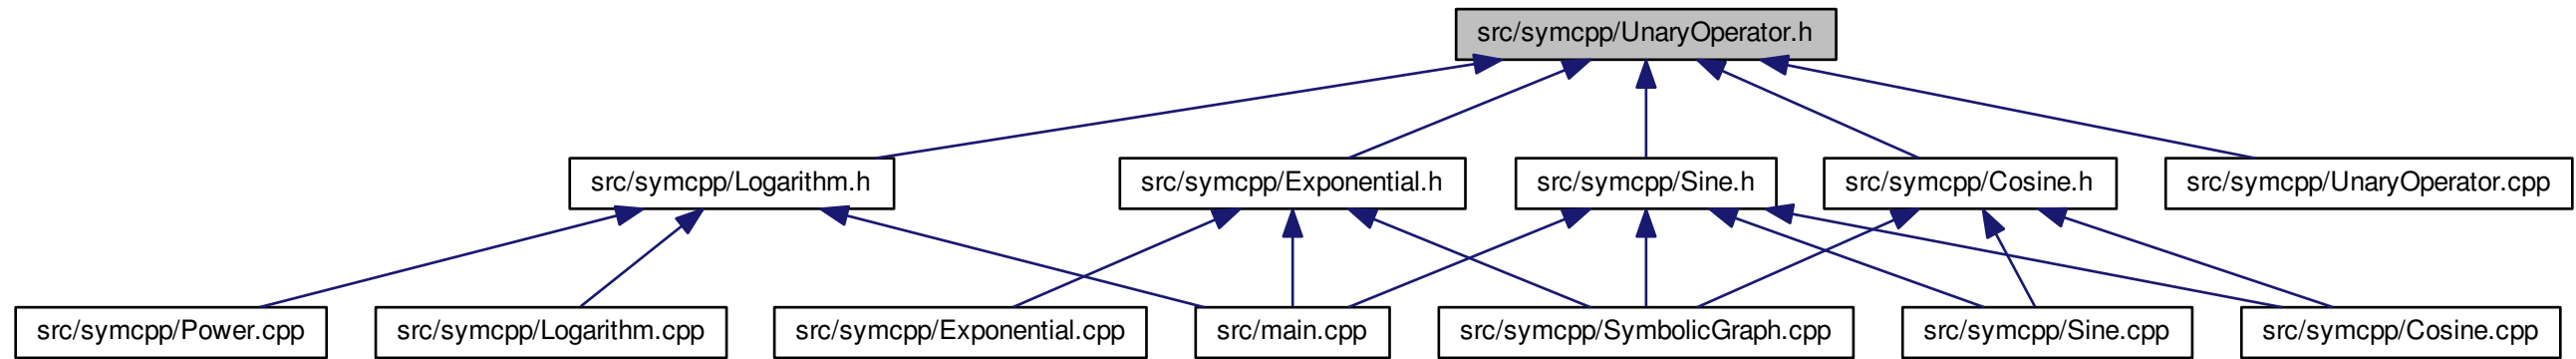 src/symcpp/UnaryOperator.h
src/symcpp/Logarithm.h
src/symcpp/Exponential.h
src/symcpp/Sine.h
src/symcpp/Cosine.h
src/symcpp/UnaryOperator.cpp
src/symcpp/Power.cpp
src/symcpp/Logarithm.cpp
src/symcpp/Exponential.cpp
src/main.cpp
src/symcpp/SymbolicGraph.cpp
src/symcpp/Sine.cpp
src/symcpp/Cosine.cpp